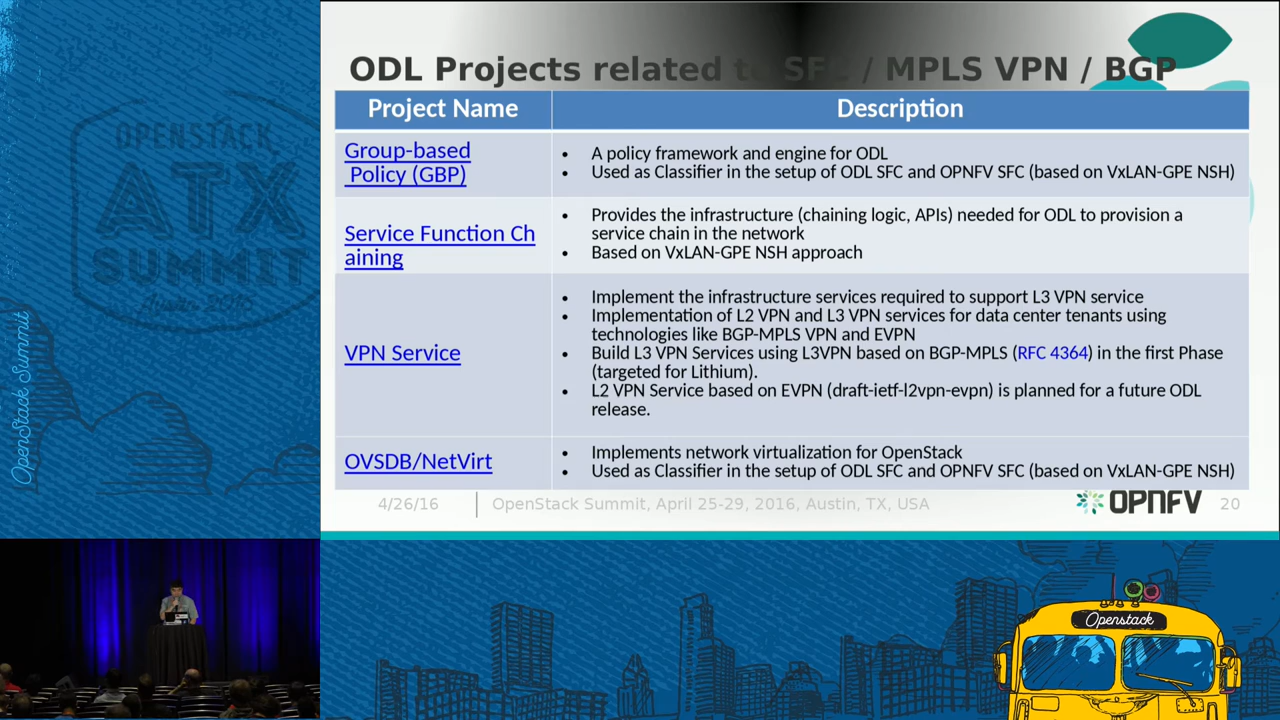 ODL Projects related to SFC / MPLS VPN / BGP
Project Name
Description
Group-based
Policy (GBP)
• A policy framework and engine for ODL
• Used as Classifier in the setup of ODL SFC and OPNFV SFC (based on VxLAN-GPE NSH)
Service Function Ch
aining
• Provides the infrastructure (chaining logic, APIs) needed for ODL to provision a
service chain in the network
• Based on VxLAN-GPE NSH approach
VPN Service
• Implement the infrastructure services required to support L3 VPN service
• Implementation of L2 VPN and L3 VPN services for data center tenants using
technologies like BGP-MPLS VPN and EVPN
• Build L3 VPN Services using L3VPN based on BGP-MPLS (RFC 4364) in the first Phase
(targeted for Lithium).
• L2 VPN Service based on EVPN (draft-ietf-l2vpn-evpn) is planned for a future ODL
release.
OVSDB/NetVirt
• Implements network virtualization for OpenStack
• Used as Classifier in the setup of ODL SFC and OPNFV SFC (based on VxLAN-GPE NSH)
4/26/16
OpenStack Summit, April 25-29, 2016, Austin, TX, USA
OPNFV
20
OPENSTACK
ATX
SUMMIT
Austin 2016
OpenStack Summit
Openstack